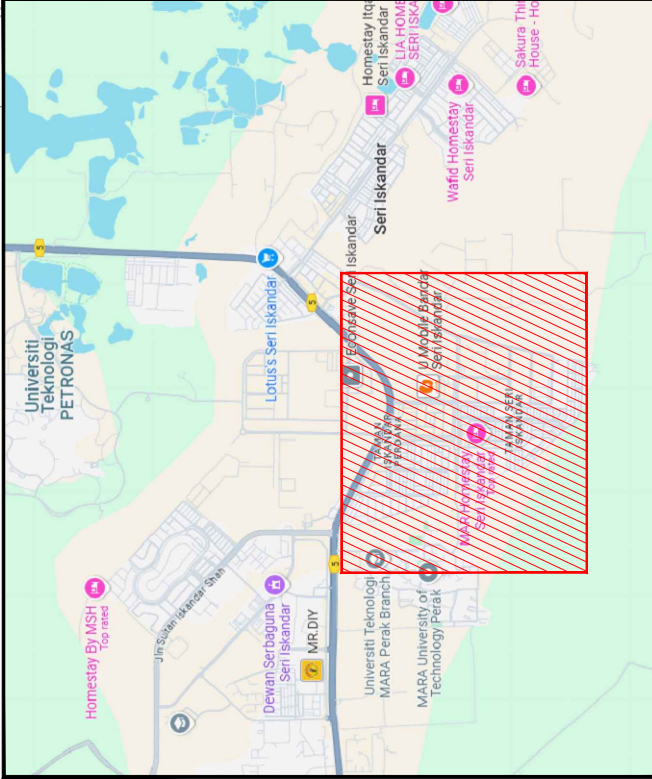 Homestay Itqa
Seri Iskandar
LIA HOME
SERI ISKA
Sakura Thi
House - Ho
Wafid Homestay
Seri Iskandar
Seri Iskandar
5
Universiti
Teknologi
PETRONAS
Lotus's Seri Iskandar
5
Econsave Seri Iskandar
U Mobile Bandar
Seri Iskandar
TAMAN
ISKANDAR
PERDANA
TAMAN SERI
ISKANDAR
MAR Homestay
Seri Iskandar
Top rated
5
Homestay By MSH
Top rated
Jln Sultan Iskandar Shah
Dewan Serbaguna
Seri Iskandar
MR.DIY
Universiti Teknologi
MARA Perak Branch
MARA University of
Technology Perak